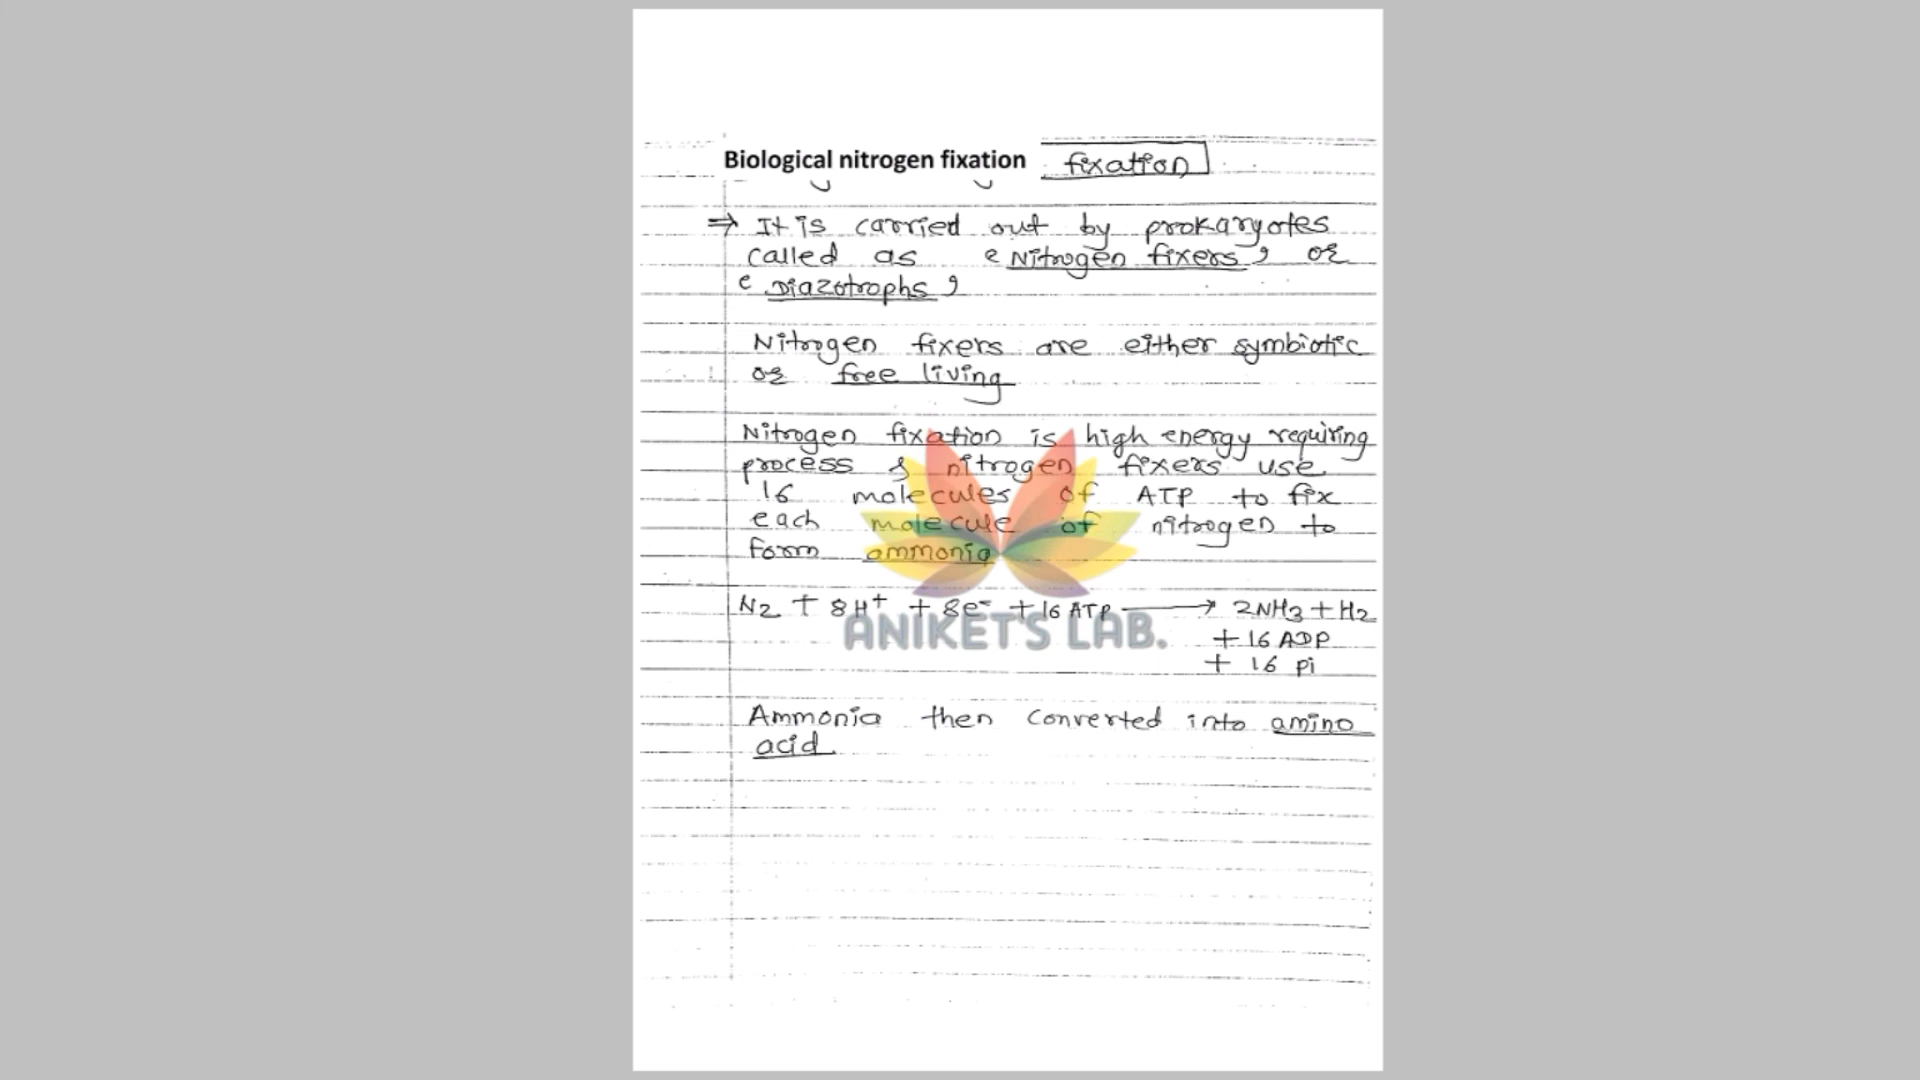 Biological nitrogen fixation fixation
⇒ It is carried out by prokaryotes
called as ‘Nitrogen fixers’ or
‘Diazotrophs’
Nitrogen fixers are either symbiotic
or free living
Nitrogen fixation is high energy requiring
process & nitrogen fixers use
16 molecules of ATP to fix
each molecule of nitrogen to
form ammonia
N2 + 8H+ + 8e- + 16 ATP ⟶ 2NH3 + H2
+ 16 ADP
+ 16 pi
ANIKET'S LAB.
Ammonia then converted into amino
acid